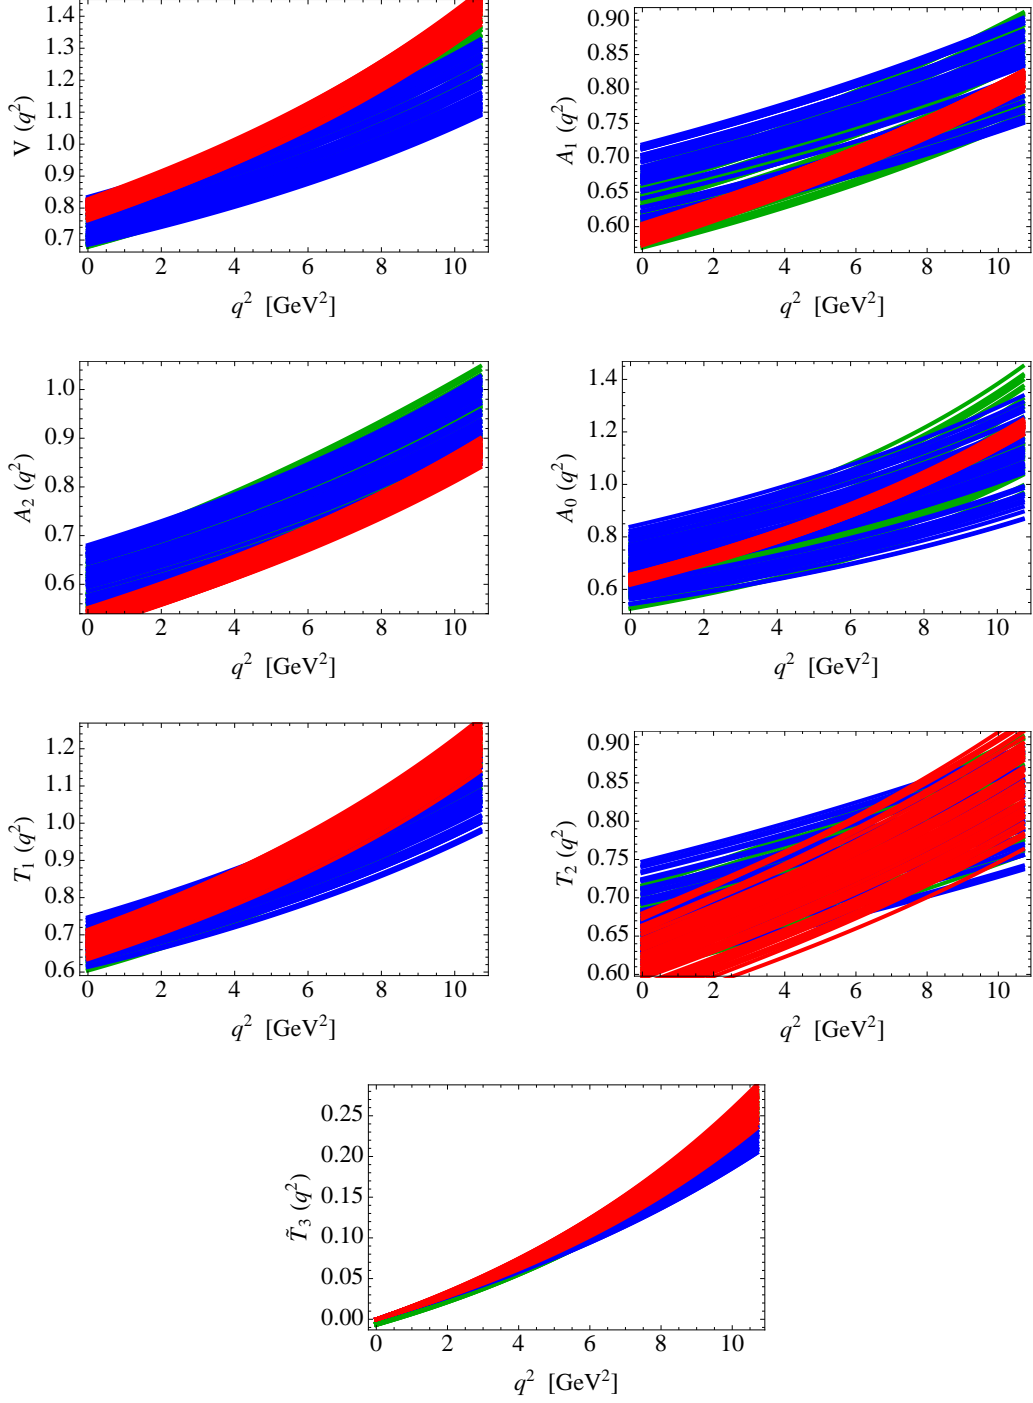 V (q²)
1.4
1.3
1.2
1.1
1.0
0.9
0.8
0.7
0 2 4 6 8 10
q² [GeV²]
A₁ (q²)
0.90
0.85
0.80
0.75
0.70
0.65
0.60
0 2 4 6 8 10
q² [GeV²]
A₂ (q²)
1.0
0.9
0.8
0.7
0.6
0 2 4 6 8 10
q² [GeV²]
A₀ (q²)
1.4
1.2
1.0
0.8
0.6
0 2 4 6 8 10
q² [GeV²]
T₁ (q²)
1.2
1.1
1.0
0.9
0.8
0.7
0.6
0 2 4 6 8 10
q² [GeV²]
T₂ (q²)
0.90
0.85
0.80
0.75
0.70
0.65
0.60
0 2 4 6 8 10
q² [GeV²]
T̃₃ (q²)
0.25
0.20
0.15
0.10
0.05
0.00
0 2 4 6 8 10
q² [GeV²]